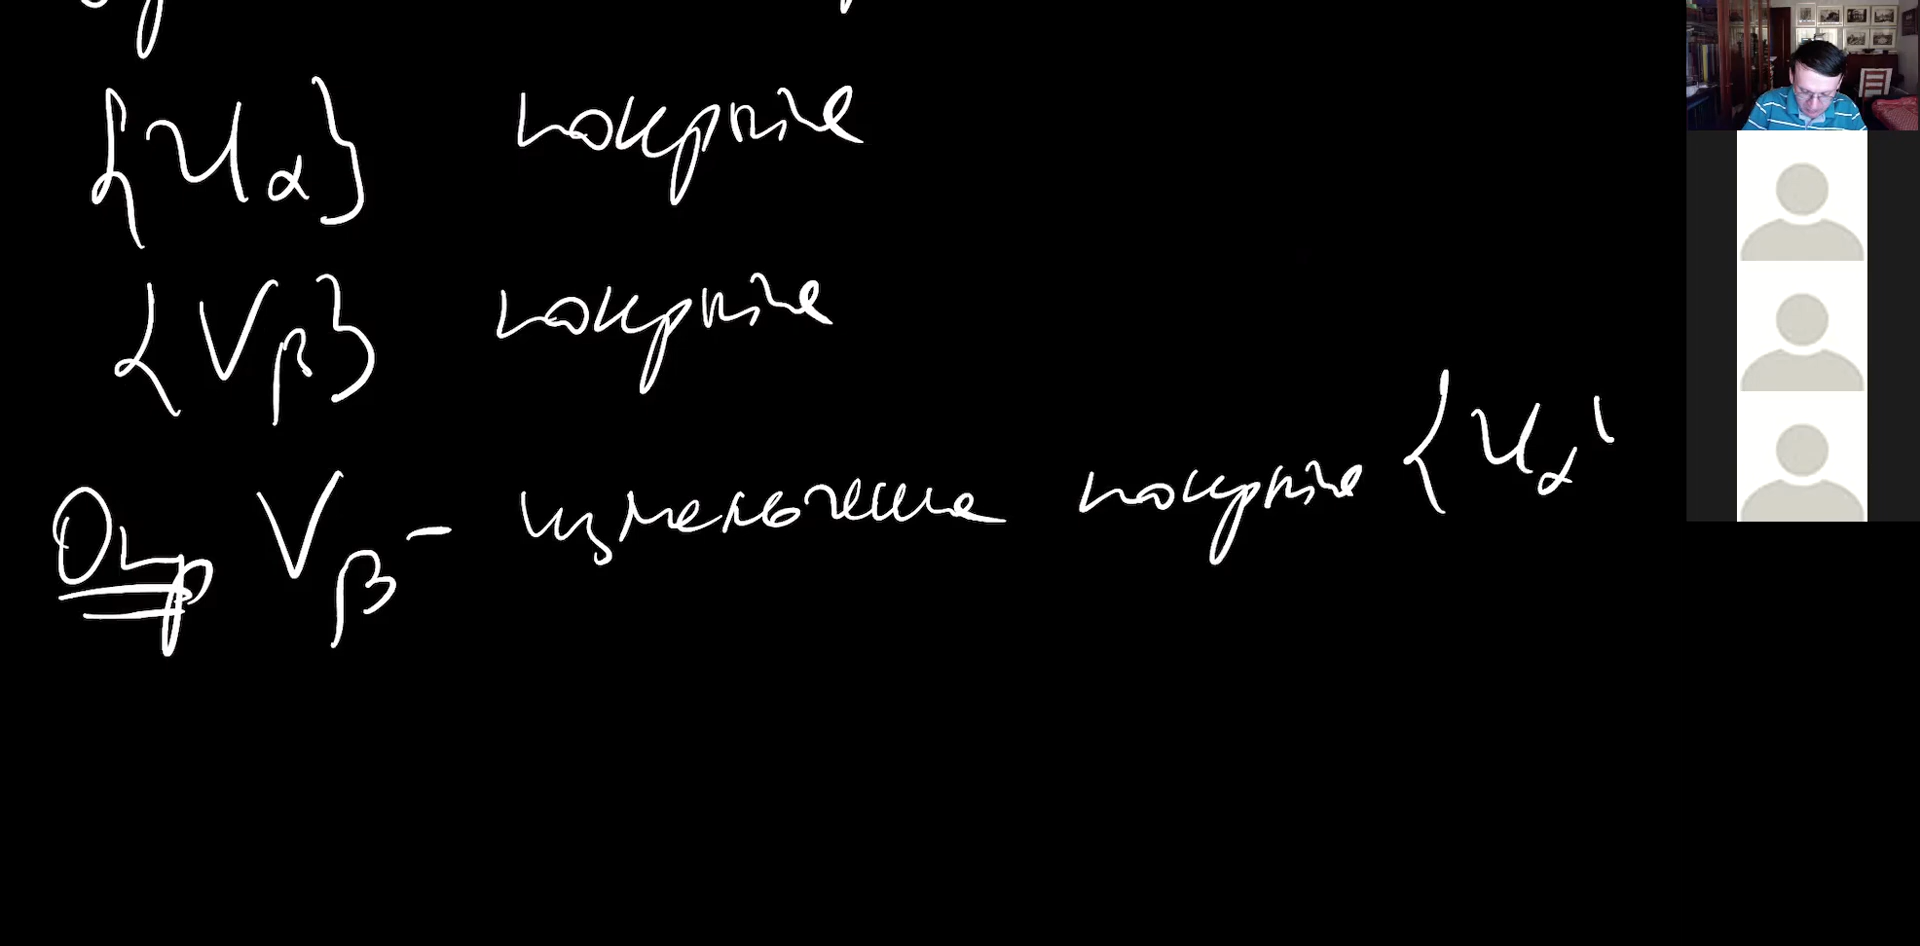 {U_α} покрытие
{V_β} покрытие
Опр V_β – измельчение покрытия {U_α